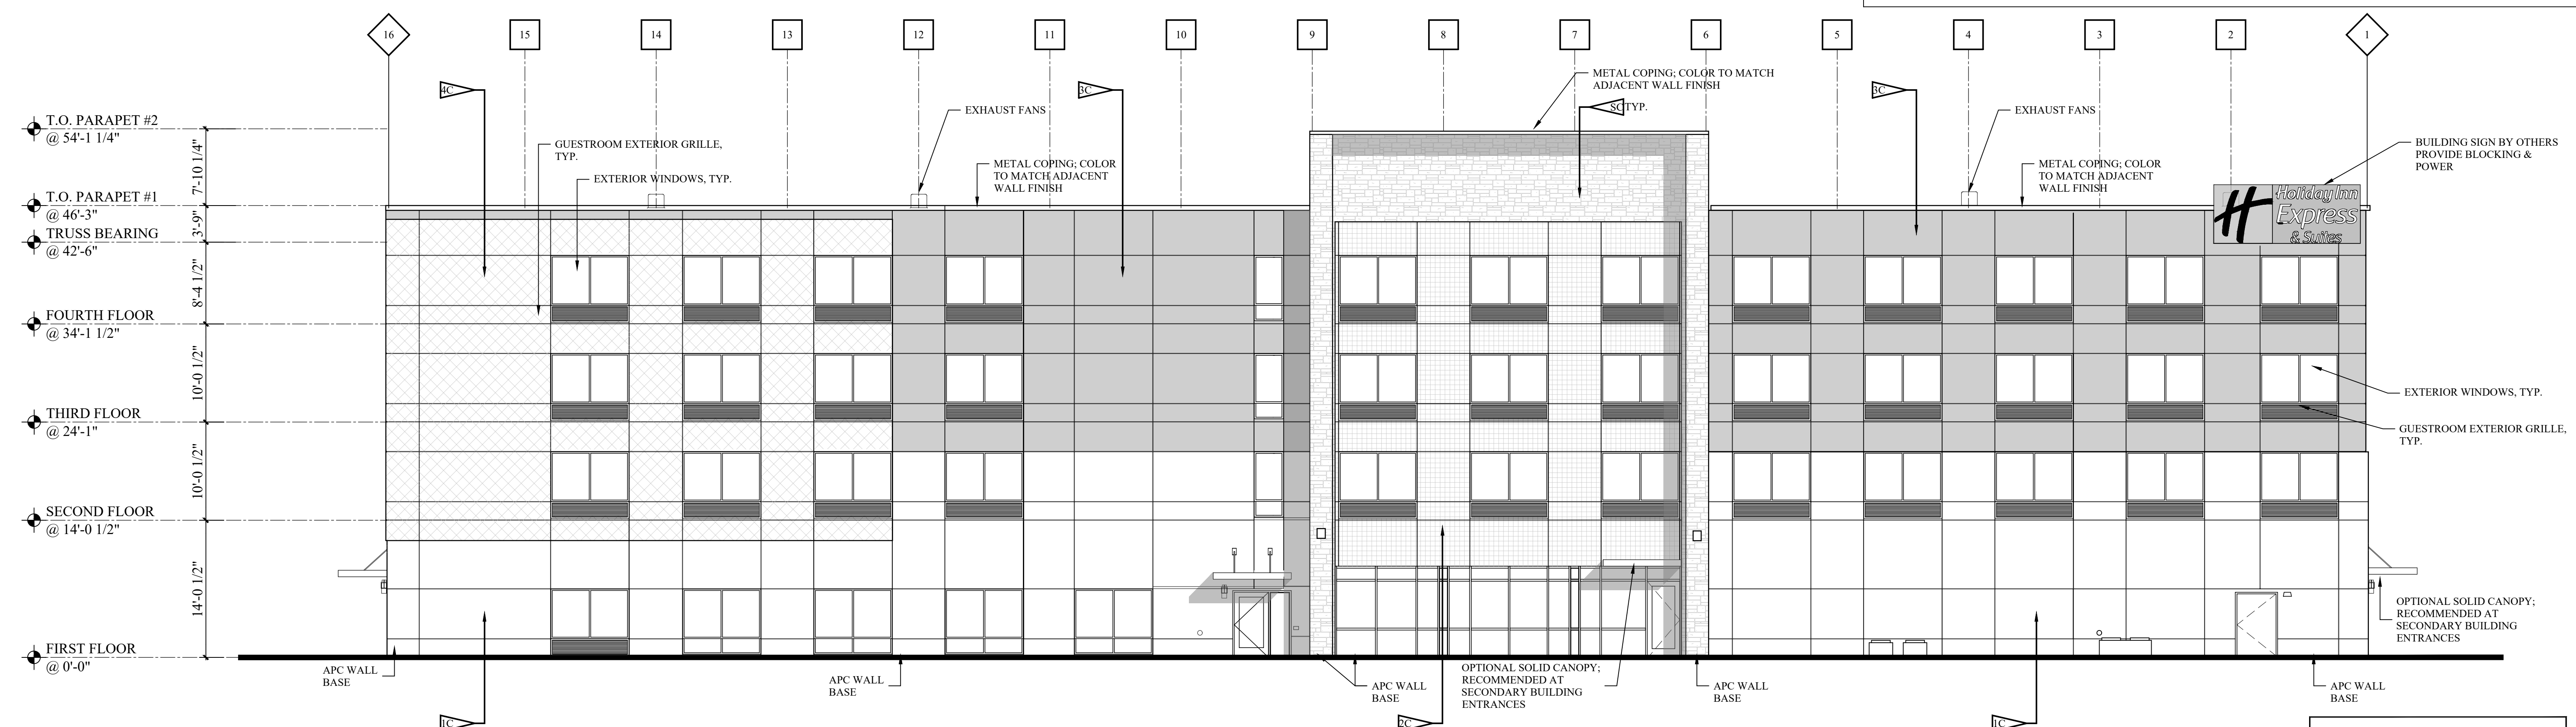 16
15
14
13
12
11
10
9
8
7
6
5
4
3
2
1
4C
3C
METAL COPING; COLOR TO MATCH
ADJACENT WALL FINISH
SCTYP.
3C
EXHAUST FANS
EXHAUST FANS
T.O. PARAPET #2
@ 54'-1 1/4"
7'-10 1/4"
GUESTROOM EXTERIOR GRILLE,
TYP.
EXTERIOR WINDOWS, TYP.
METAL COPING; COLOR
TO MATCH ADJACENT
WALL FINISH
METAL COPING; COLOR
TO MATCH ADJACENT
WALL FINISH
BUILDING SIGN BY OTHERS
PROVIDE BLOCKING &
POWER
T.O. PARAPET #1
@ 46'-3"
3'-9"
Holiday Inn
Express
& Suites
TRUSS BEARING
@ 42'-6"
8'-4 1/2"
FOURTH FLOOR
@ 34'-1 1/2"
10'-0 1/2"
EXTERIOR WINDOWS, TYP.
THIRD FLOOR
@ 24'-1"
GUESTROOM EXTERIOR GRILLE,
TYP.
10'-0 1/2"
SECOND FLOOR
@ 14'-0 1/2"
14'-0 1/2"
OPTIONAL SOLID CANOPY;
RECOMMENDED AT
SECONDARY BUILDING
ENTRANCES
FIRST FLOOR
@ 0'-0"
APC WALL
BASE
APC WALL
BASE
APC WALL
BASE
OPTIONAL SOLID CANOPY;
RECOMMENDED AT
SECONDARY BUILDING
ENTRANCES
APC WALL
BASE
APC WALL
BASE
1C
2C
1C